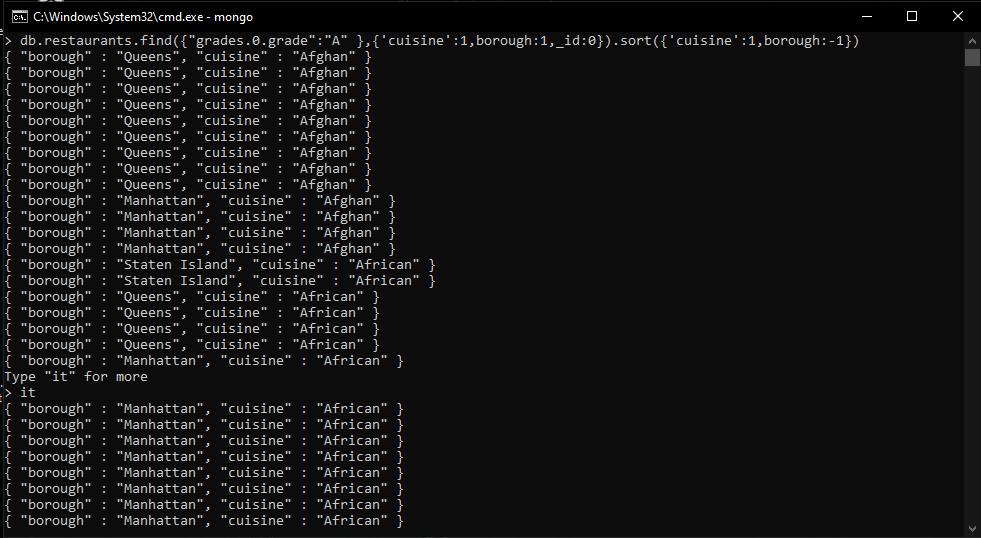 C:\Windows\System32\cmd.exe - mongo
> db.restaurants.find({"grades.0.grade":"A" },{'cuisine':1,borough:1,_id:0}).sort({'cuisine':1,borough:-1})
{ "borough" : "Queens", "cuisine" : "Afghan" }
{ "borough" : "Queens", "cuisine" : "Afghan" }
{ "borough" : "Queens", "cuisine" : "Afghan" }
{ "borough" : "Queens", "cuisine" : "Afghan" }
{ "borough" : "Queens", "cuisine" : "Afghan" }
{ "borough" : "Queens", "cuisine" : "Afghan" }
{ "borough" : "Queens", "cuisine" : "Afghan" }
{ "borough" : "Queens", "cuisine" : "Afghan" }
{ "borough" : "Queens", "cuisine" : "Afghan" }
{ "borough" : "Manhattan", "cuisine" : "Afghan" }
{ "borough" : "Manhattan", "cuisine" : "Afghan" }
{ "borough" : "Manhattan", "cuisine" : "Afghan" }
{ "borough" : "Manhattan", "cuisine" : "Afghan" }
{ "borough" : "Staten Island", "cuisine" : "African" }
{ "borough" : "Staten Island", "cuisine" : "African" }
{ "borough" : "Queens", "cuisine" : "African" }
{ "borough" : "Queens", "cuisine" : "African" }
{ "borough" : "Queens", "cuisine" : "African" }
{ "borough" : "Queens", "cuisine" : "African" }
{ "borough" : "Manhattan", "cuisine" : "African" }
Type "it" for more
> it
{ "borough" : "Manhattan", "cuisine" : "African" }
{ "borough" : "Manhattan", "cuisine" : "African" }
{ "borough" : "Manhattan", "cuisine" : "African" }
{ "borough" : "Manhattan", "cuisine" : "African" }
{ "borough" : "Manhattan", "cuisine" : "African" }
{ "borough" : "Manhattan", "cuisine" : "African" }
{ "borough" : "Manhattan", "cuisine" : "African" }
{ "borough" : "Manhattan", "cuisine" : "African" }